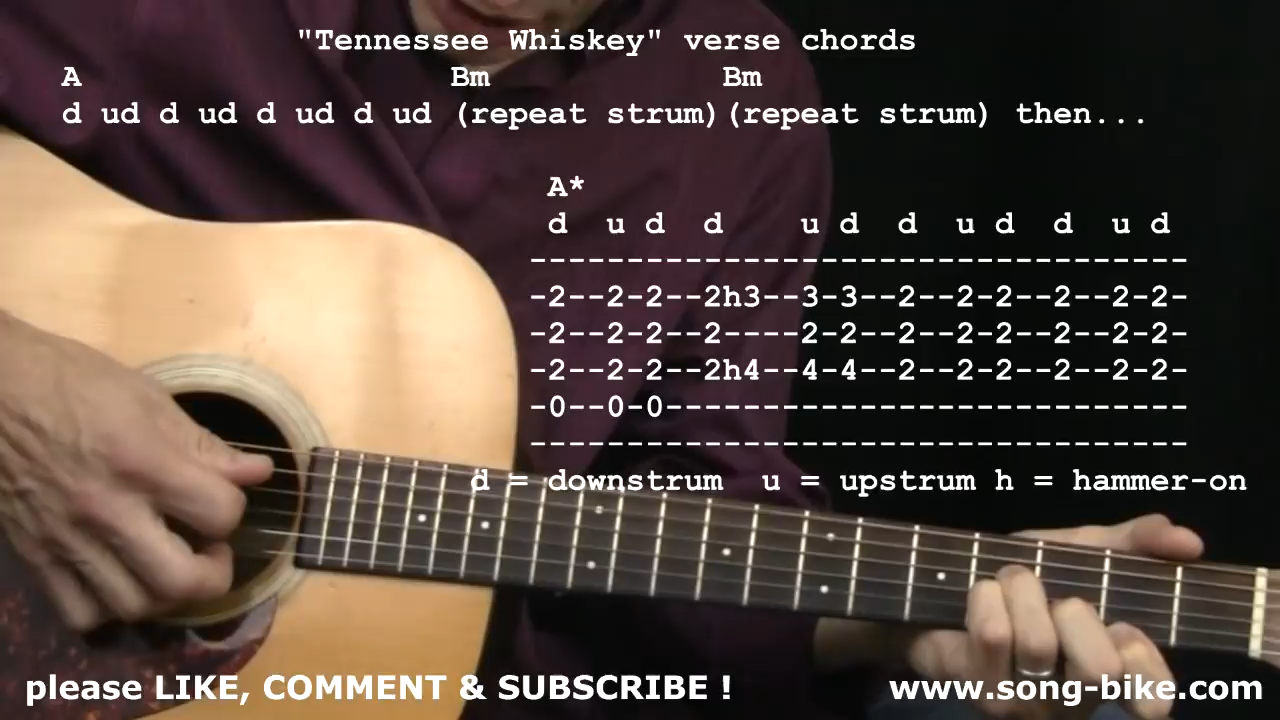 "Tennessee Whiskey" verse chords
A Bm Bm
d ud d ud d ud d ud (repeat strum)(repeat strum) then...
A*
d u d d u d d u d d u d
----------------------------------
-2--2-2--2h3--3-3--2--2-2--2--2-2-
-2--2-2--2----2-2--2--2-2--2--2-2-
-2--2-2--2h4--4-4--2--2-2--2--2-2-
-0--0-0---------------------------
----------------------------------
d = downstrum u = upstrum h = hammer-on
please LIKE, COMMENT & SUBSCRIBE !
www.song-bike.com